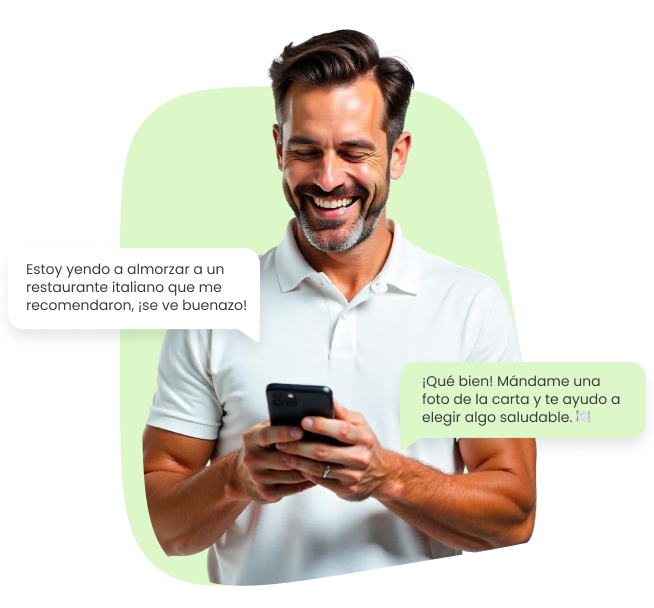 Estoy yendo a almorzar a un
restaurante italiano que me
recomendaron, ¡se ve buenazo!
¡Qué bien! Mándame una
foto de la carta y te ayudo a
elegir algo saludable. 🍽️